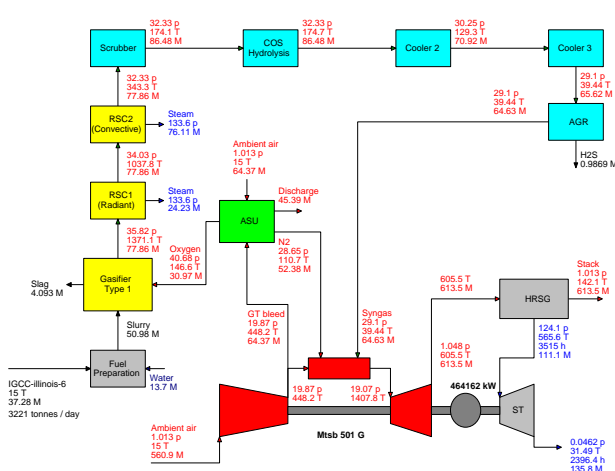 32.33 p
174.1 T
86.48 M
32.33 p
174.7 T
86.48 M
30.25 p
129.3 T
70.92 M
Scrubber
COS
Hydrolysis
Cooler 2
Cooler 3
32.33 p
343.3 T
77.86 M
29.1 p
39.44 T
65.62 M
29.1 p
39.44 T
64.63 M
RSC2
(Convective)
Steam
133.6 p
76.11 M
AGR
Ambient air
1.013 p
15 T
64.37 M
34.03 p
1037.8 T
77.86 M
H2S
0.9869 M
RSC1
(Radiant)
Steam
133.6 p
24.23 M
Discharge
45.39 M
ASU
35.82 p
1371.1 T
77.86 M
Oxygen
40.68 p
146.6 T
30.97 M
N2
28.65 p
110.7 T
52.38 M
Gasifier
Type 1
Slag
4.093 M
605.5 T
613.5 M
HRSG
Stack
1.013 p
142.1 T
613.5 M
GT bleed
19.87 p
448.2 T
64.37 M
Syngas
29.1 p
39.44 T
64.63 M
Slurry
50.98 M
124.1 p
565.6 T
3515 h
111.1 M
Fuel
Preparation
1.048 p
605.5 T
613.5 M
IGCC-illinois-6
15 T
37.28 M
3221 tonnes / day
Water
13.7 M
19.87 p
448.2 T
19.07 p
1407.8 T
464162 kW
ST
Mtsb 501 G
Ambient air
1.013 p
15 T
560.9 M
0.0462 p
31.49 T
2396.4 h
135.8 M